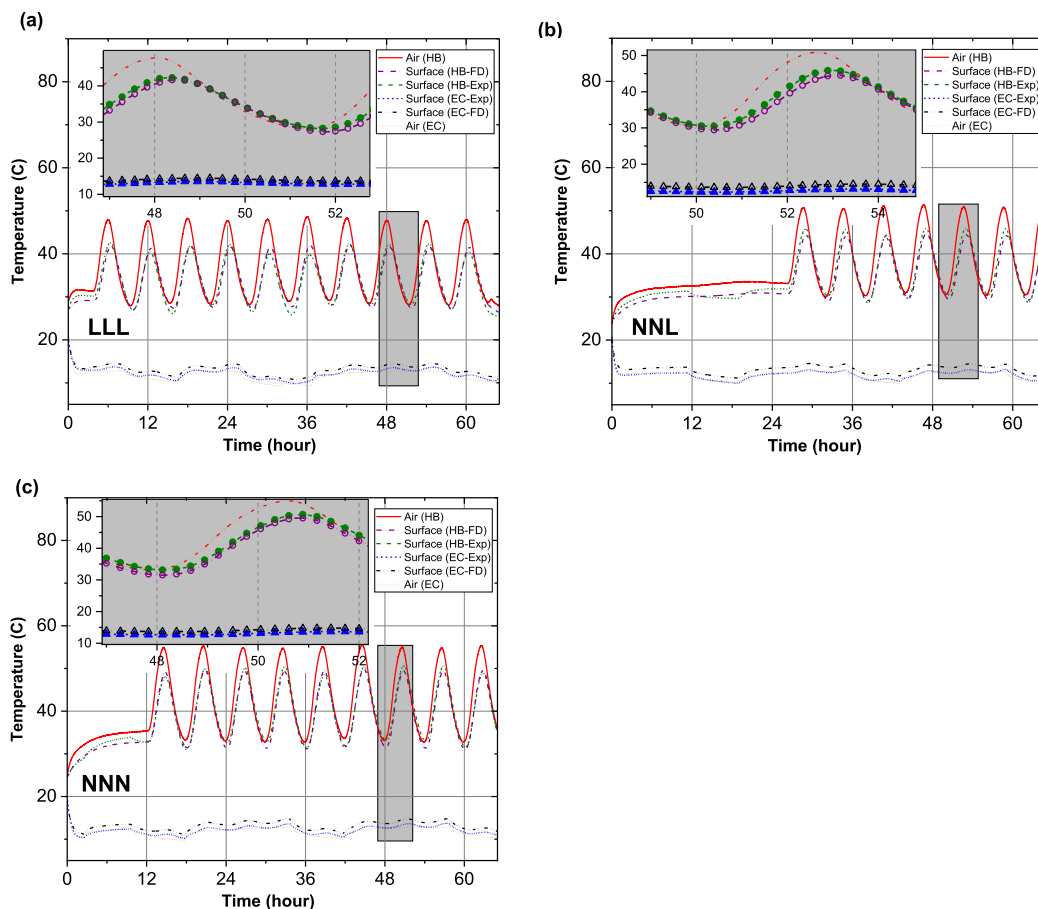 (a)
80
60
40
20
0 12 24 36 48 60
Temperature (C)
Time (hour)
40
30
20
15
10
48 50 52
Air (HB)
Surface (HB-FD)
Surface (HB-Exp)
Surface (EC-Exp)
Surface (EC-FD)
Air (EC)
LLL
(b)
80
60
40
20
0 12 24 36 48 60
Temperature (C)
Time (hour)
50
40
30
20
15
10
50 52 54
Air (HB)
Surface (HB-FD)
Surface (HB-Exp)
Surface (EC-Exp)
Surface (EC-FD)
Air (EC)
NNL
(c)
80
60
40
20
0 12 24 36 48 60
Temperature (C)
Time (hour)
50
40
30
20
15
10
48 50 52
Air (HB)
Surface (HB-FD)
Surface (HB-Exp)
Surface (EC-Exp)
Surface (EC-FD)
Air (EC)
NNN